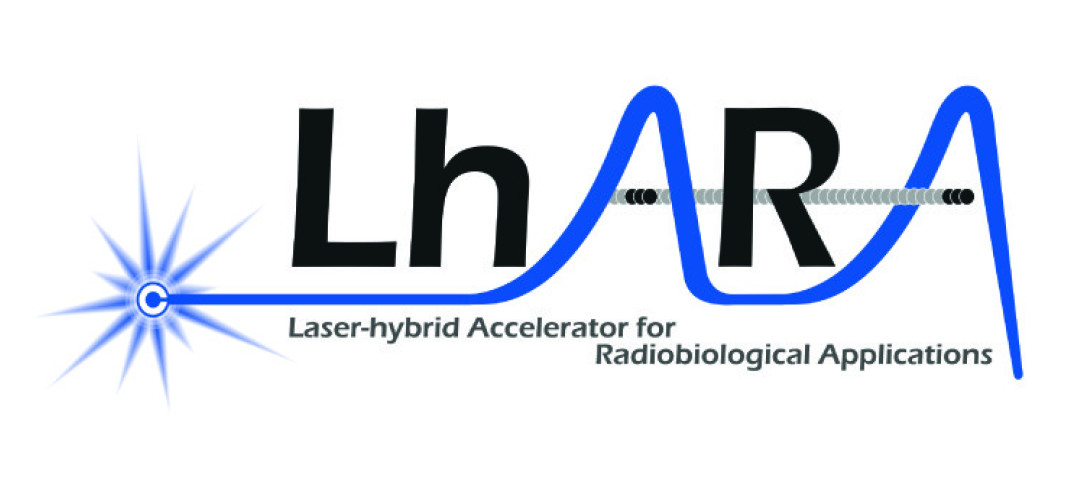 LhARA
Laser-hybrid Accelerator for
Radiobiological Applications